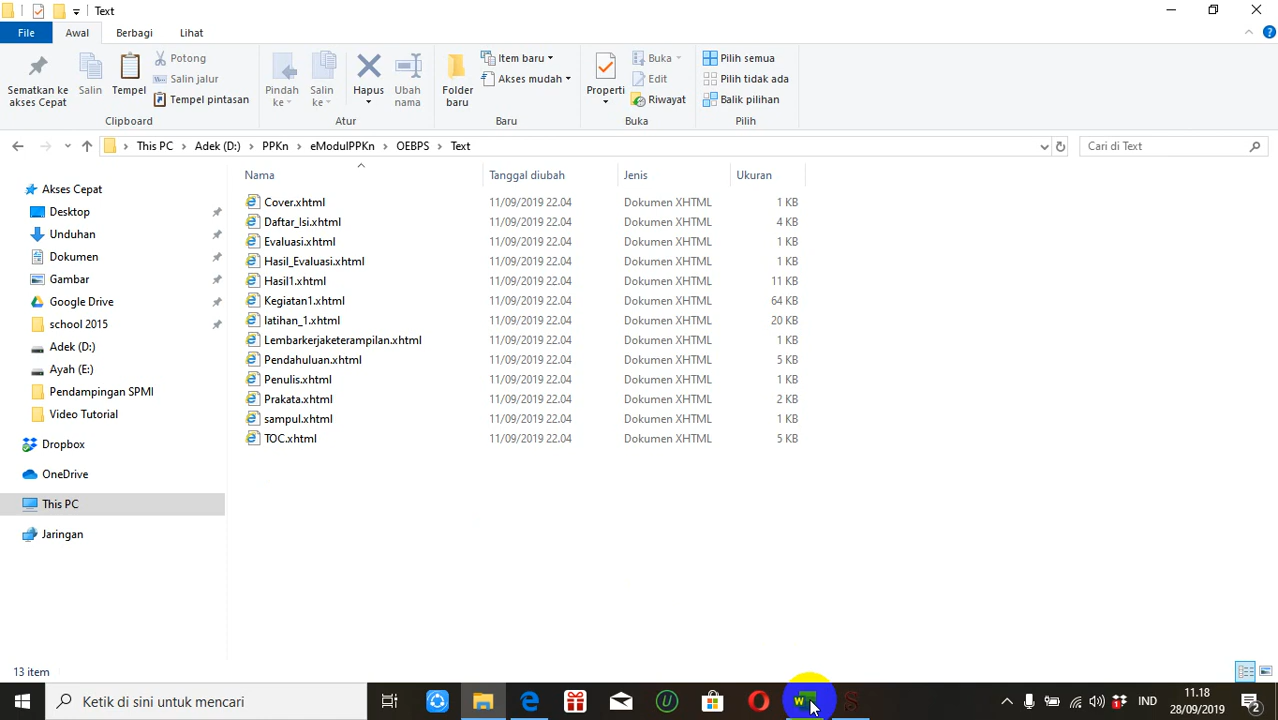 Text
File
Awal
Berbagi
Lihat
Sematkan ke akses Cepat
Salin
Tempel
Potong
Salin jalur
Tempel pintasan
Clipboard
Pindah ke
Salin ke
Hapus
Ubah nama
Atur
Folder baru
Item baru
Akses mudah
Baru
Properti
Buka
Edit
Riwayat
Buka
Pilih semua
Pilih tidak ada
Balik pilihan
Pilih
This PC > Adek (D:) > PPKn > eModulPPKn > OEBPS > Text
Cari di Text
Nama Tanggal diubah Jenis Ukuran
Cover.xhtml 11/09/2019 22.04 Dokumen XHTML 1 KB
Daftar_Isi.xhtml 11/09/2019 22.04 Dokumen XHTML 4 KB
Evaluasi.xhtml 11/09/2019 22.04 Dokumen XHTML 1 KB
Hasil_Evaluasi.xhtml 11/09/2019 22.04 Dokumen XHTML 1 KB
Hasil1.xhtml 11/09/2019 22.04 Dokumen XHTML 11 KB
Kegiatan1.xhtml 11/09/2019 22.04 Dokumen XHTML 64 KB
latihan_1.xhtml 11/09/2019 22.04 Dokumen XHTML 20 KB
Lembarkerjaketerampilan.xhtml 11/09/2019 22.04 Dokumen XHTML 1 KB
Pendahuluan.xhtml 11/09/2019 22.04 Dokumen XHTML 5 KB
Penulis.xhtml 11/09/2019 22.04 Dokumen XHTML 1 KB
Prakata.xhtml 11/09/2019 22.04 Dokumen XHTML 2 KB
sampul.xhtml 11/09/2019 22.04 Dokumen XHTML 1 KB
TOC.xhtml 11/09/2019 22.04 Dokumen XHTML 5 KB
Akses Cepat
Desktop
Unduhan
Dokumen
Gambar
Google Drive
school 2015
Adek (D:)
Ayah (E:)
Pendampingan SPMI
Video Tutorial
Dropbox
OneDrive
This PC
Jaringan
13 item
Ketik di sini untuk mencari
IND
11.18
28/09/2019
2